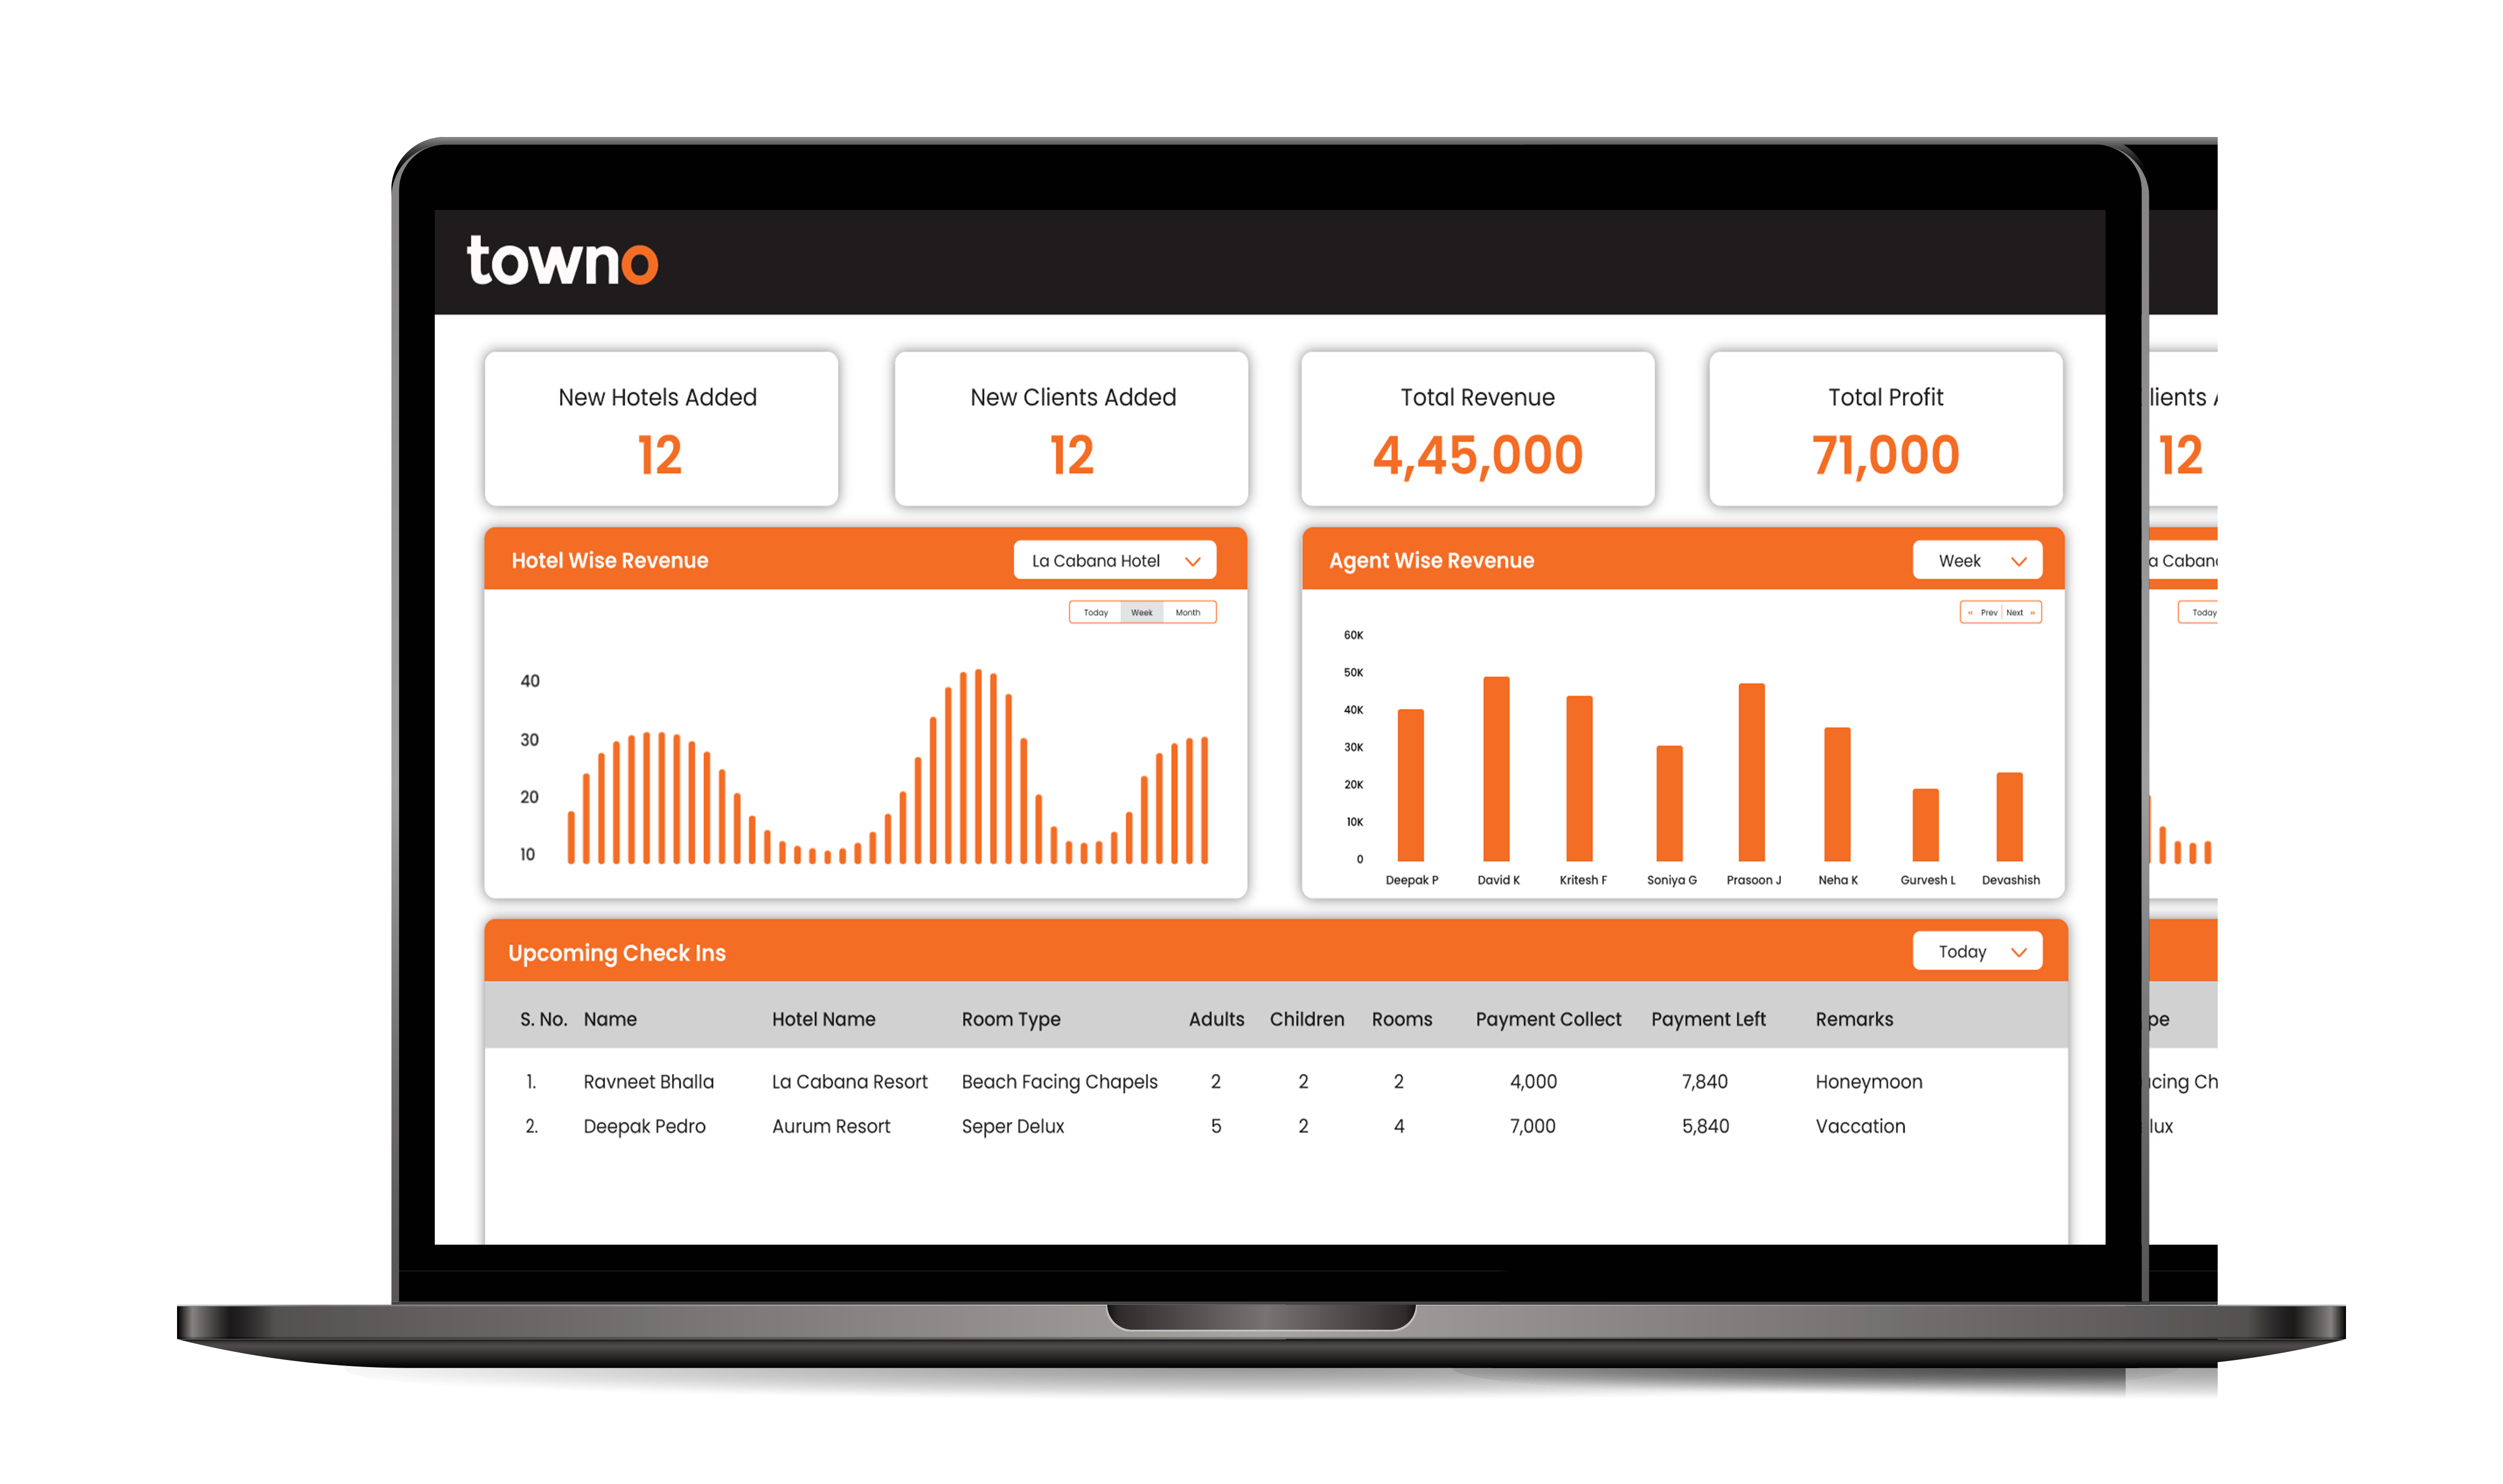 towno
New Hotels Added
12
New Clients Added
12
Total Revenue
4,45,000
Total Profit
71,000
lients A
12
Hotel Wise Revenue
La Cabana Hotel
Today Week Month
40
30
20
10
Agent Wise Revenue
Week
« Prev Next »
60K
50K
40K
30K
20K
10K
0
Deepak P David K Kritesh F Soniya G Prasoon J Neha K Gurvesh L Devashish
a Cabana
Today
Upcoming Check Ins
Today
S. No. Name Hotel Name Room Type Adults Children Rooms Payment Collect Payment Left Remarks
1. Ravneet Bhalla La Cabana Resort Beach Facing Chapels 2 2 2 4,000 7,840 Honeymoon
2. Deepak Pedro Aurum Resort Seper Delux 5 2 4 7,000 5,840 Vaccation
pe
cing Ch
lux